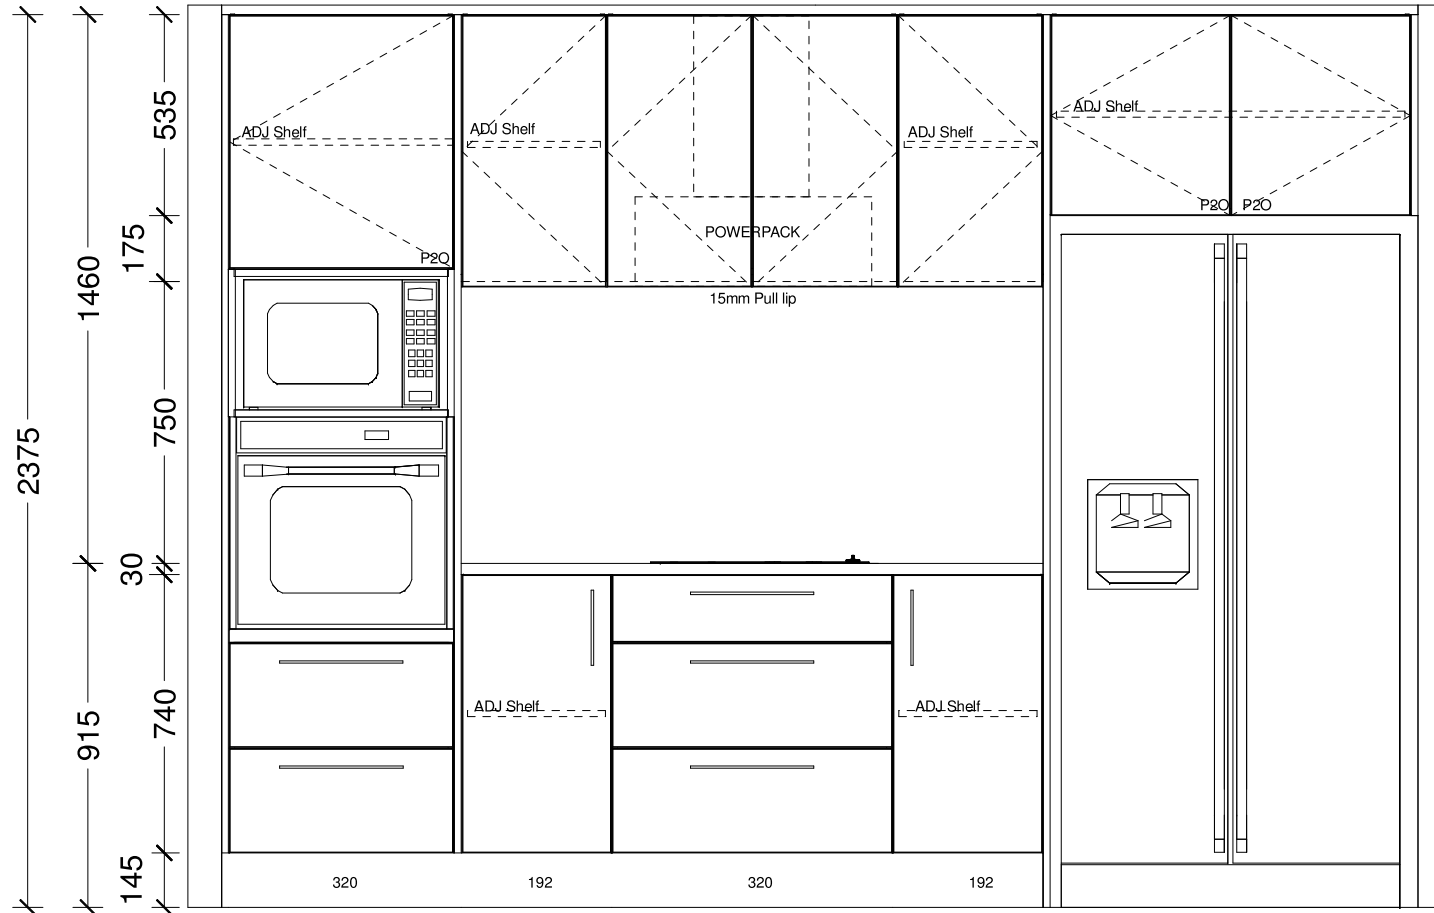 2375
1460
915
535
175
750
30
740
145
ADJ Shelf
ADJ Shelf
ADJ Shelf
ADJ Shelf
P2O
P2O
P2O
POWERPACK
15mm Pull lip
ADJ Shelf
ADJ Shelf
320
192
320
192